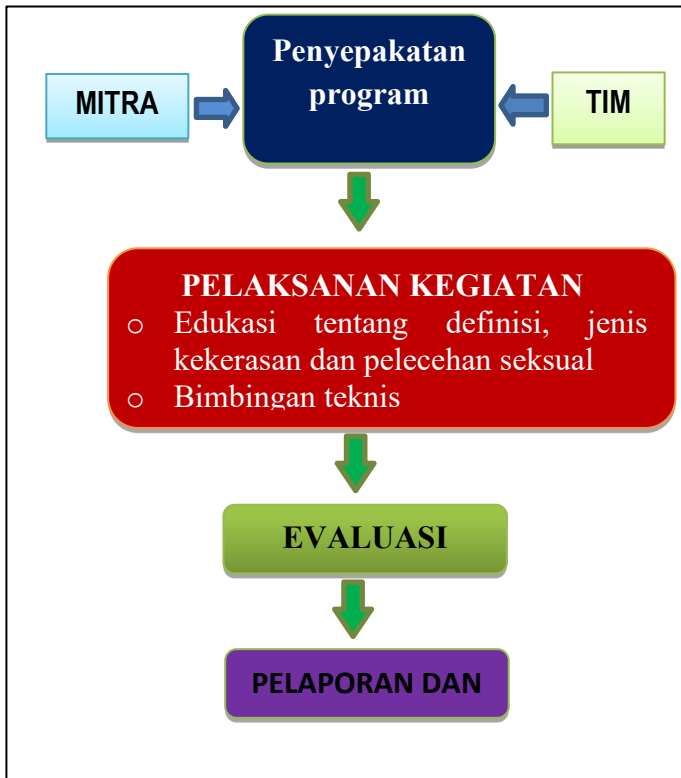 Penyepakatan
program
MITRA
TIM
PELAKSANAN KEGIATAN
o Edukasi tentang definisi, jenis
kekerasan dan pelecehan seksual
o Bimbingan teknis
EVALUASI
PELAPORAN DAN